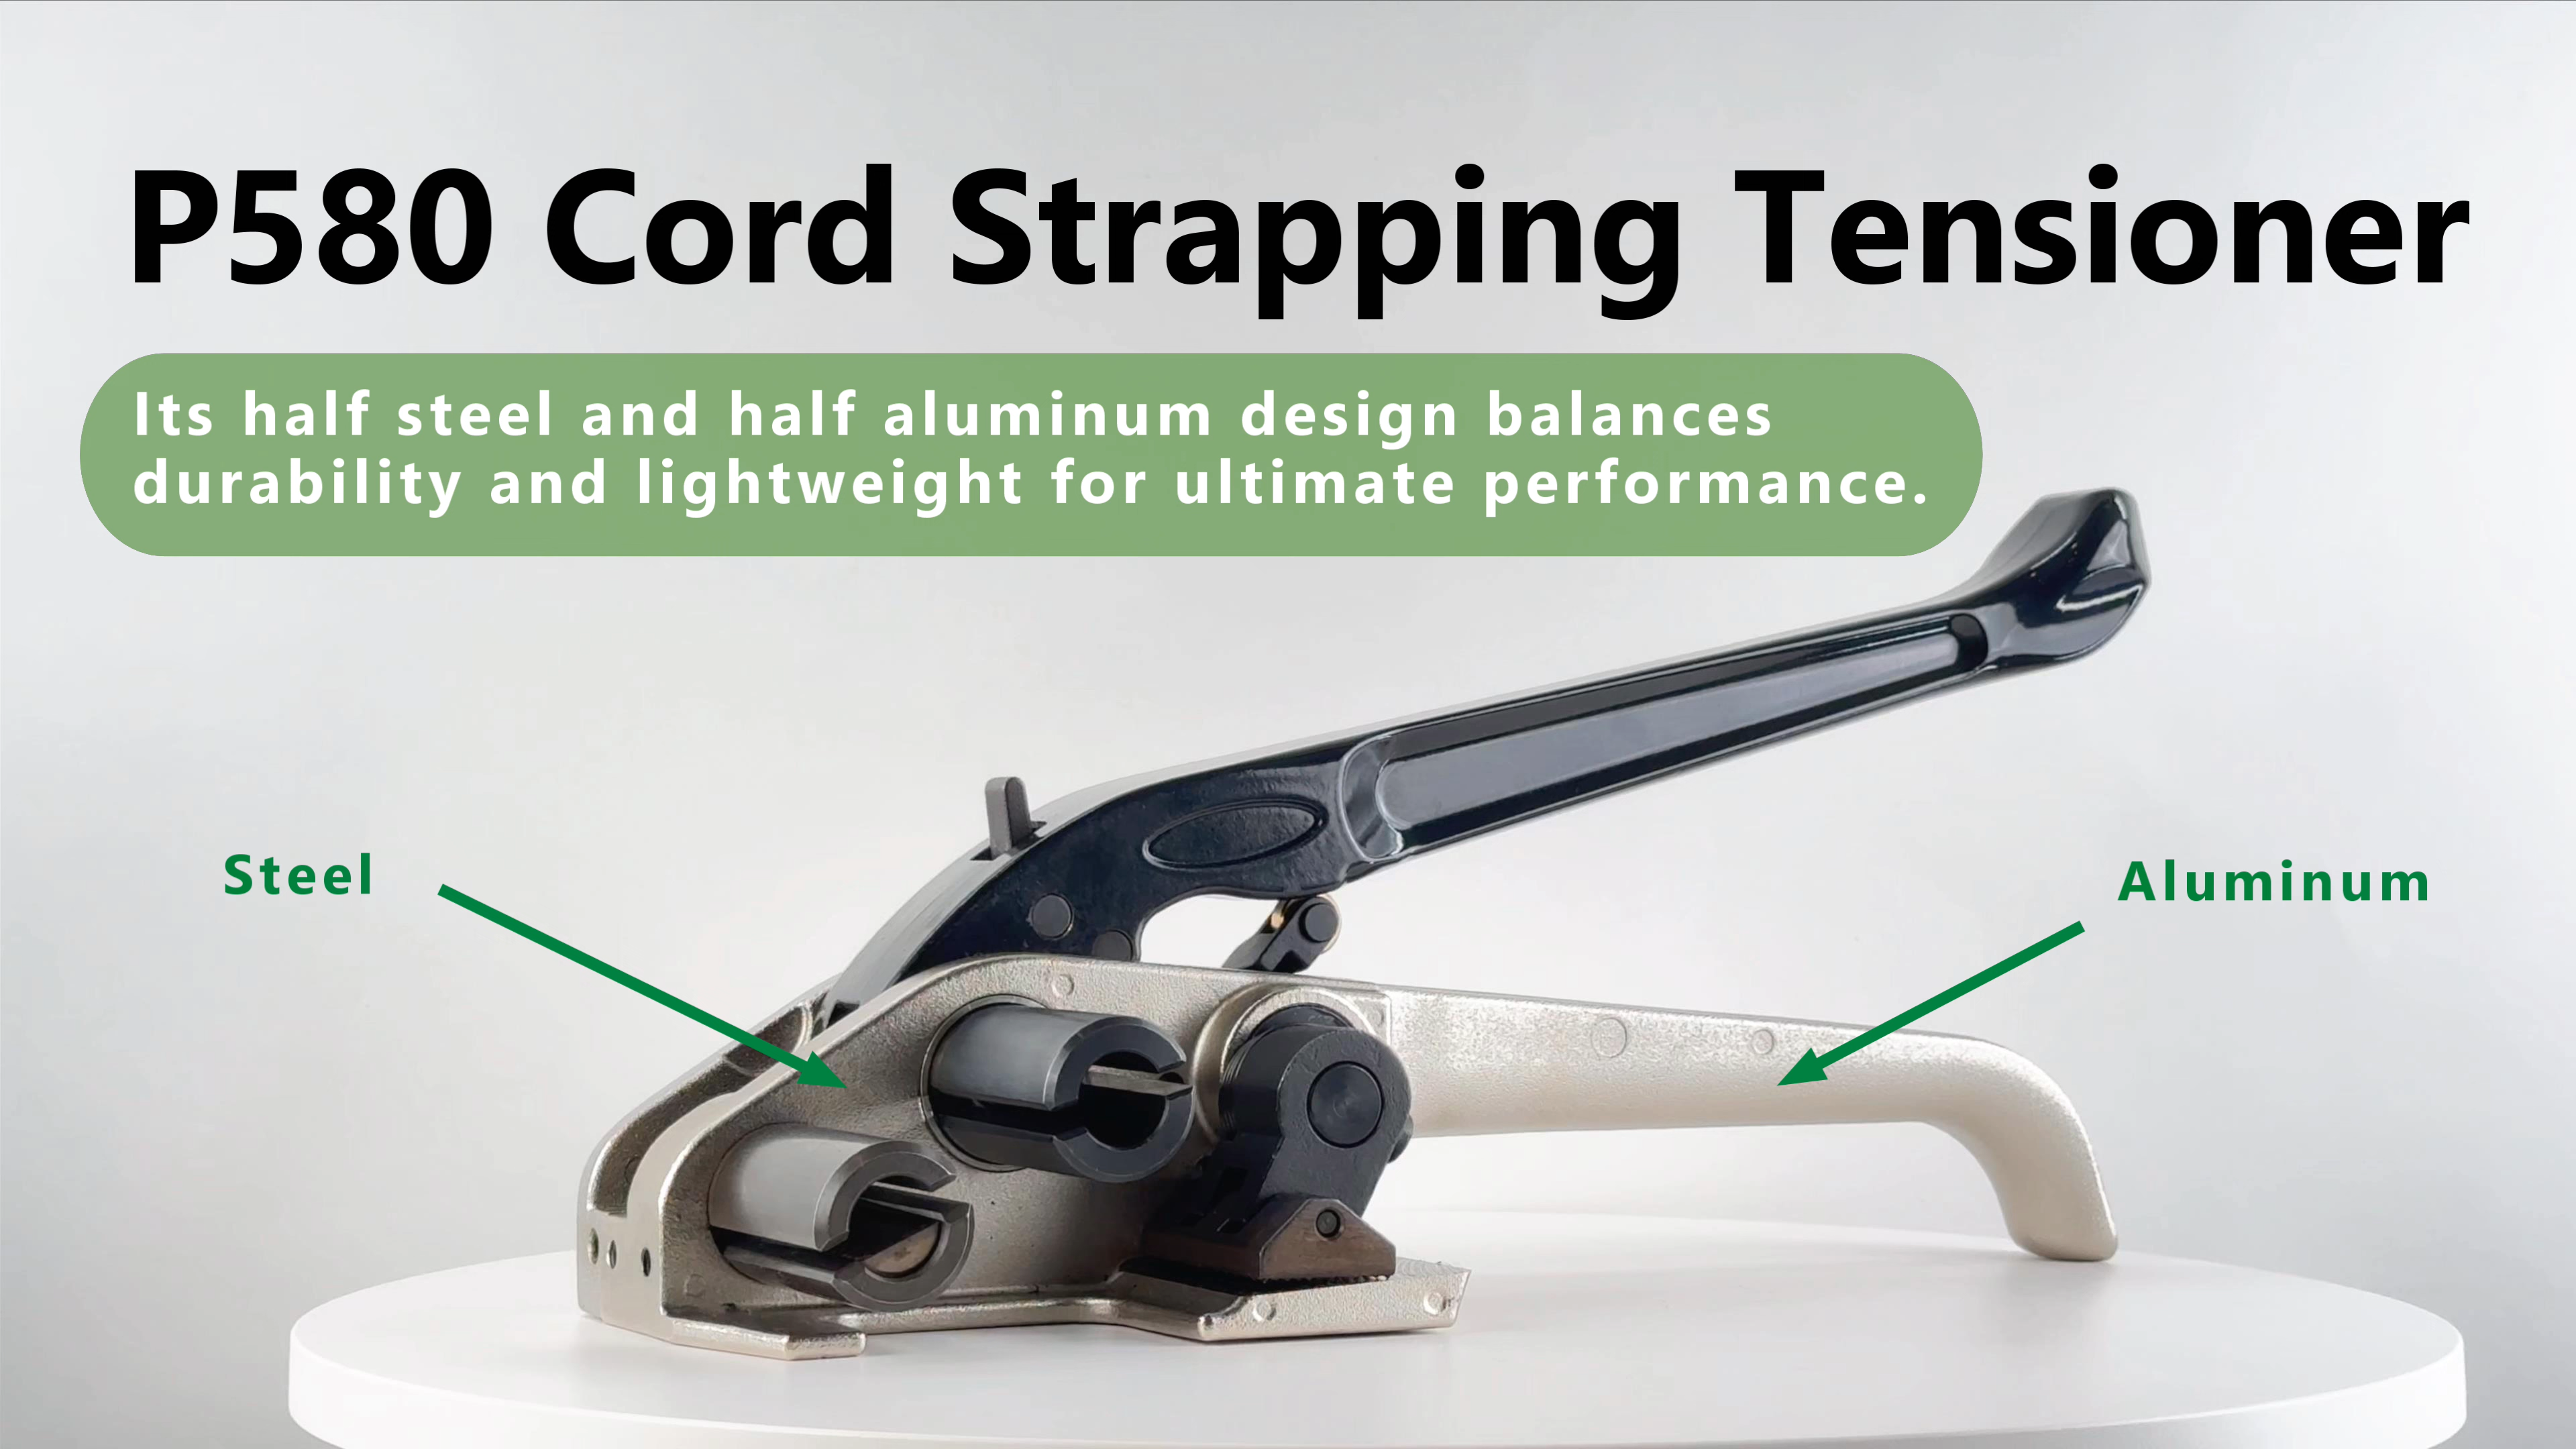 P580 Cord Strapping Tensioner
Its half steel and half aluminum design balances
durability and lightweight for ultimate performance.
Steel
Aluminum